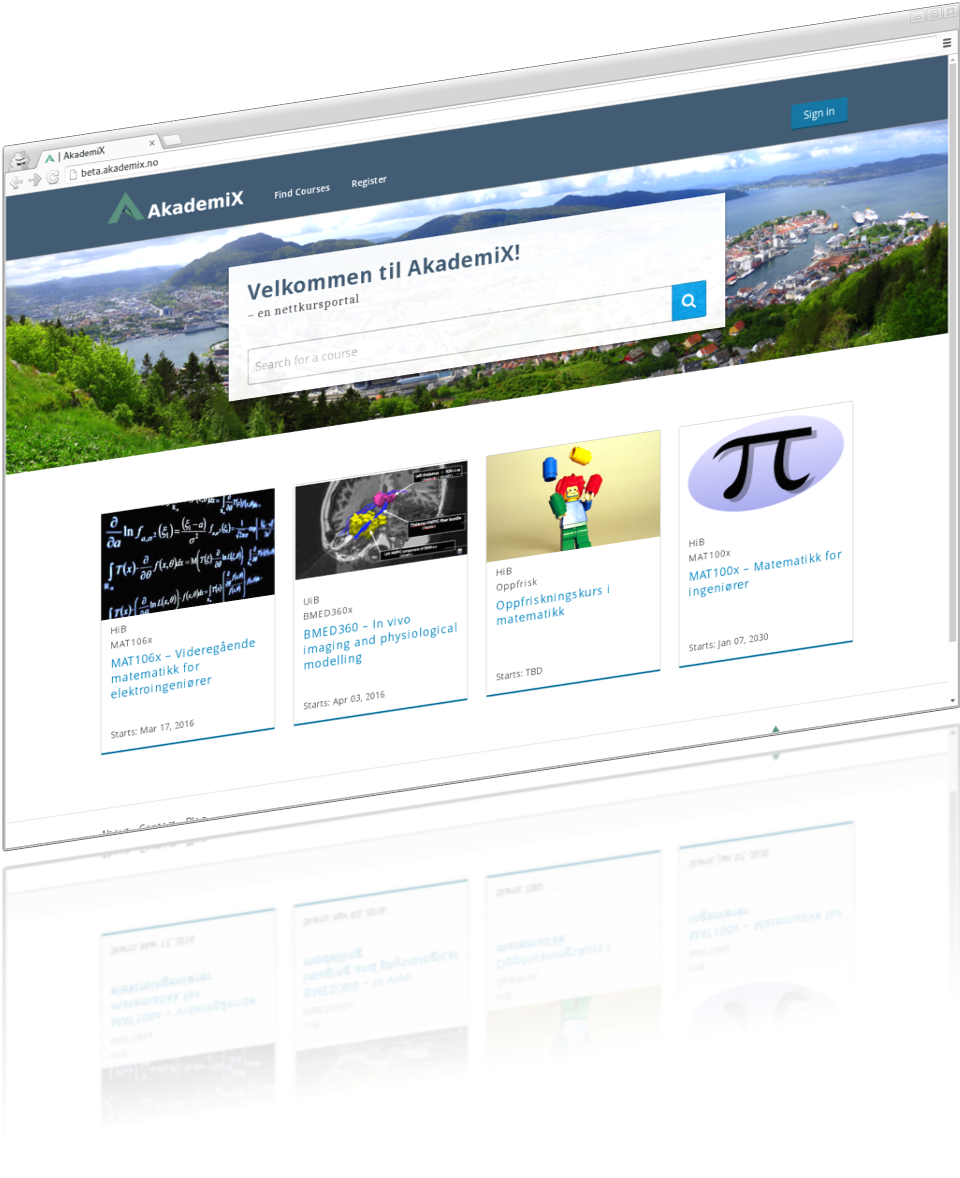 | AkademiX
beta.akademix.no
AkademiX
Find Courses
Register
Sign in
Velkommen til AkademiX!
– en nettkursportal
Search for a course
HiB
MAT106x
MAT106x – Videregående
matematikk for
elektroingeniører
Starts: Mar 17, 2016
UiB
BMED360x
BMED360 – In vivo
imaging and physiological
modelling
Starts: Apr 03, 2016
HiB
Oppfrisk
Oppfriskningskurs i
matematikk
Starts: TBD
HiB
MAT100x
MAT100x – Matematikk for
ingeniører
Starts: Jan 07, 2030